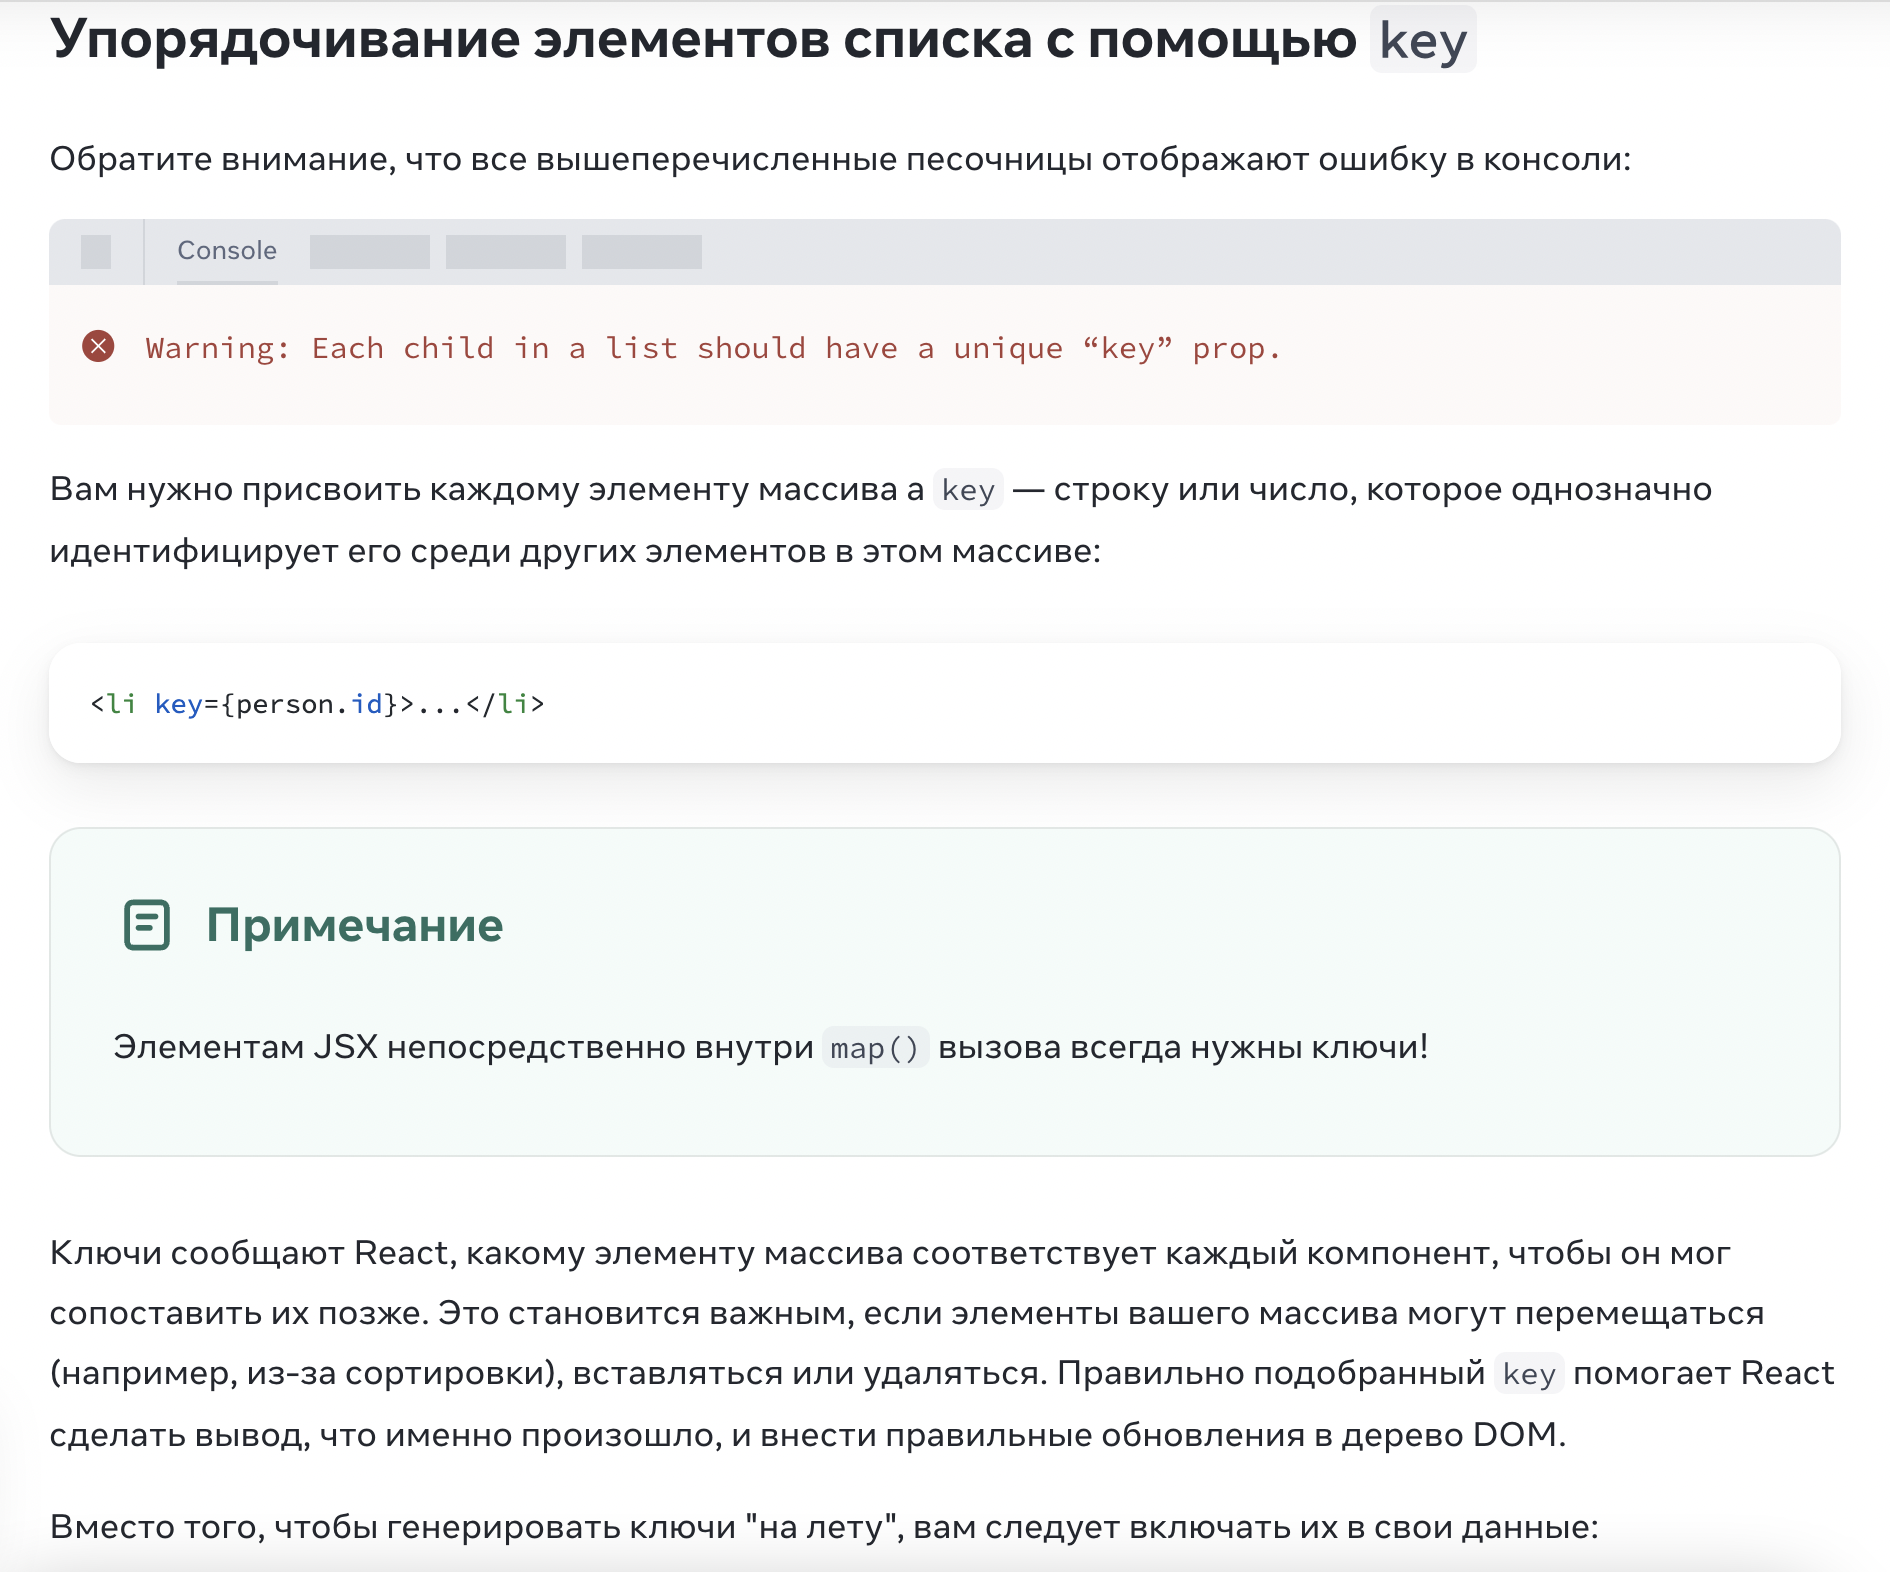 Упорядочивание элементов списка с помощью key
Обратите внимание, что все вышеперечисленные песочницы отображают ошибку в консоли:
Console
Warning: Each child in a list should have a unique “key” prop.
Вам нужно присвоить каждому элементу массива а key — строку или число, которое однозначно
идентифицирует его среди других элементов в этом массиве:
<li key={person.id}>...</li>
Примечание
Элементам JSX непосредственно внутри map() вызова всегда нужны ключи!
Ключи сообщают React, какому элементу массива соответствует каждый компонент, чтобы он мог
сопоставить их позже. Это становится важным, если элементы вашего массива могут перемещаться
(например, из-за сортировки), вставляться или удаляться. Правильно подобранный key помогает React
сделать вывод, что именно произошло, и внести правильные обновления в дерево DOM.
Вместо того, чтобы генерировать ключи "на лету", вам следует включать их в свои данные: